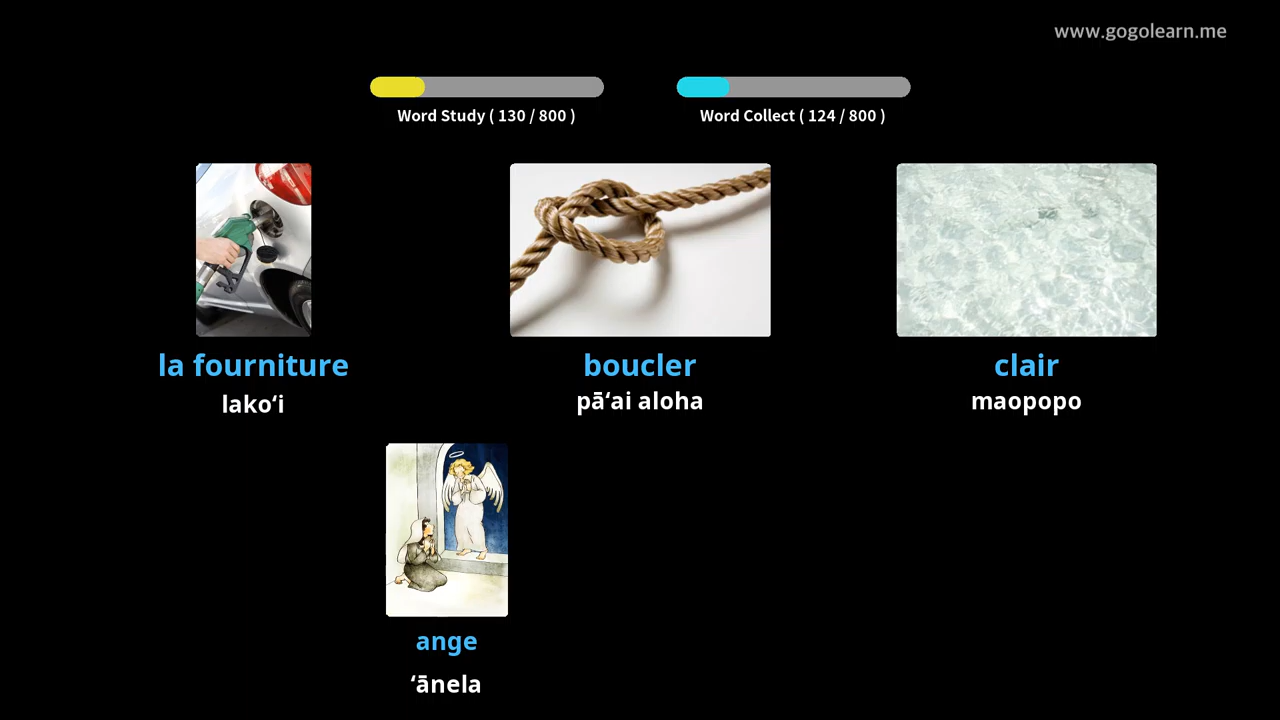 www.gogolearn.me
Word Study ( 130 / 800 )
Word Collect ( 124 / 800 )
la fourniture
lakoʻi
boucler
pāʻai aloha
clair
maopopo
ange
ʻānela